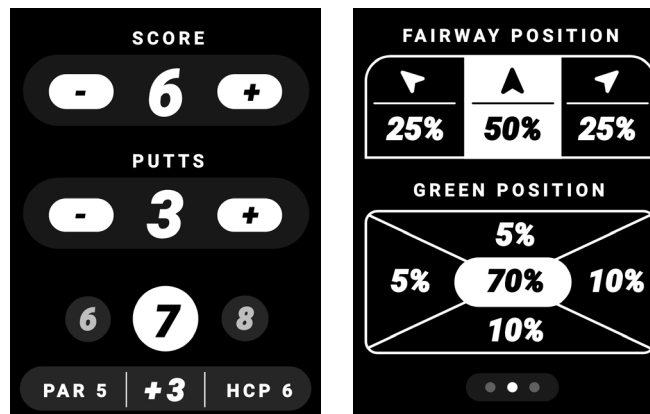 SCORE
- 6 +
PUTTS
- 3 +
6 7 8
PAR 5 +3 HCP 6
FAIRWAY POSITION
25% 50% 25%
GREEN POSITION
5%
5% 70% 10%
10%